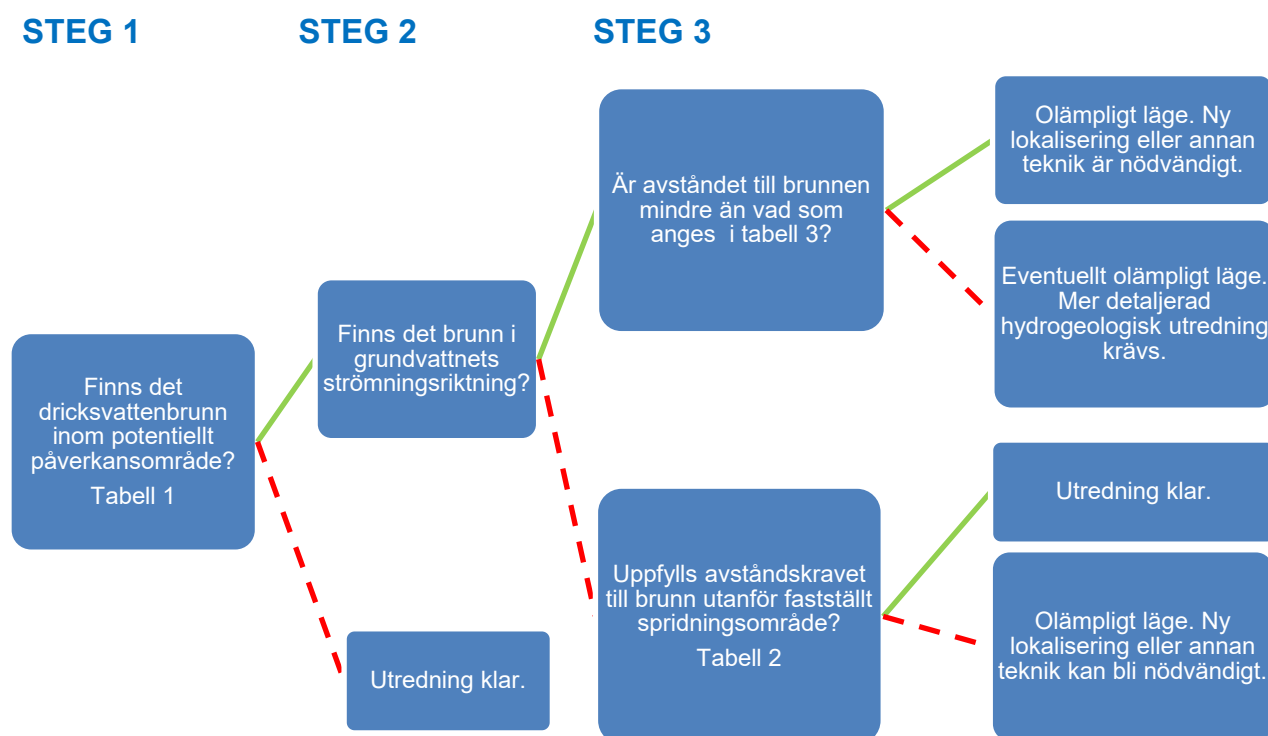 STEG 1
STEG 2
STEG 3
Finns det
dricksvattenbrunn
inom potentiellt
påverkansområde?
Tabell 1
Finns det brunn i
grundvattnets
strömningsriktning?
Utredning klar.
Är avståndet till brunnen
mindre än vad som
anges i tabell 3?
Uppfylls avståndskravet
till brunn utanför fastställt
spridningsområde?
Tabell 2
Olämpligt läge. Ny
lokalisering eller annan
teknik är nödvändigt.
Eventuellt olämpligt läge.
Mer detaljerad
hydrogeologisk utredning
krävs.
Utredning klar.
Olämpligt läge. Ny
lokalisering eller annan
teknik kan bli nödvändigt.